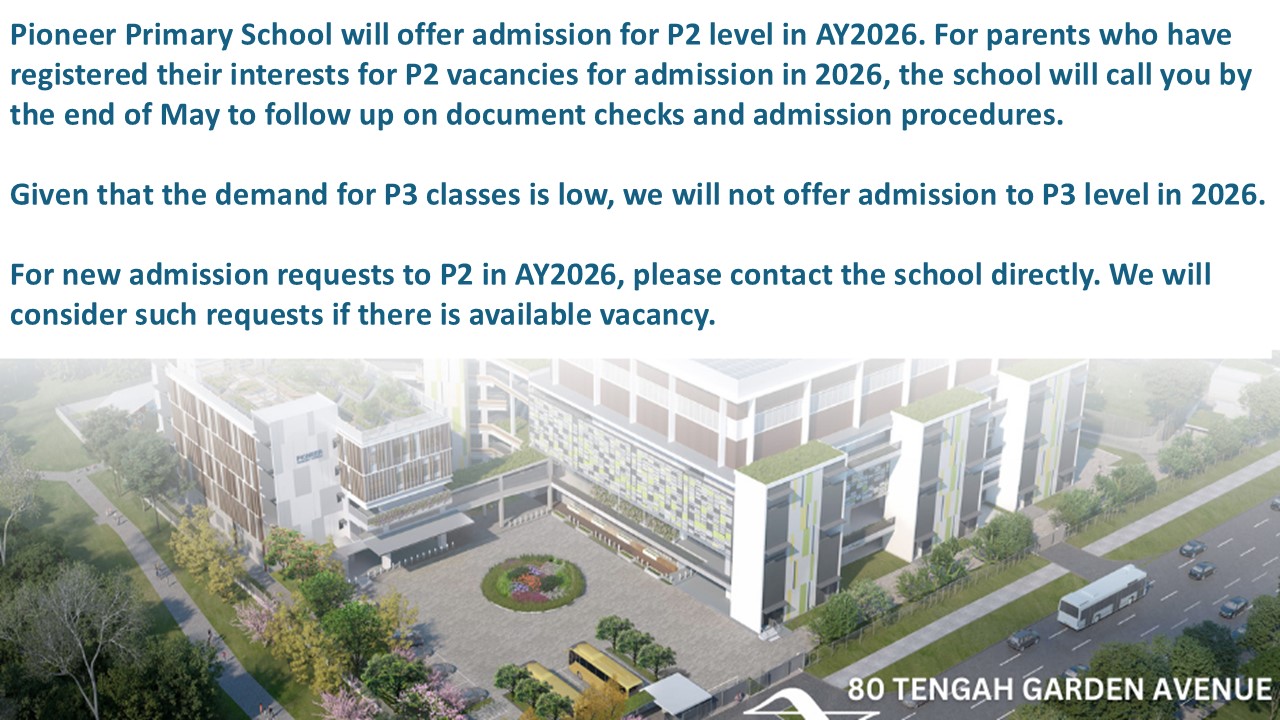 Pioneer Primary School will offer admission for P2 level in AY2026. For parents who have
registered their interests for P2 vacancies for admission in 2026, the school will call you by
the end of May to follow up on document checks and admission procedures.
Given that the demand for P3 classes is low, we will not offer admission to P3 level in 2026.
For new admission requests to P2 in AY2026, please contact the school directly. We will
consider such requests if there is available vacancy.
80 TENGAH GARDEN AVENUE